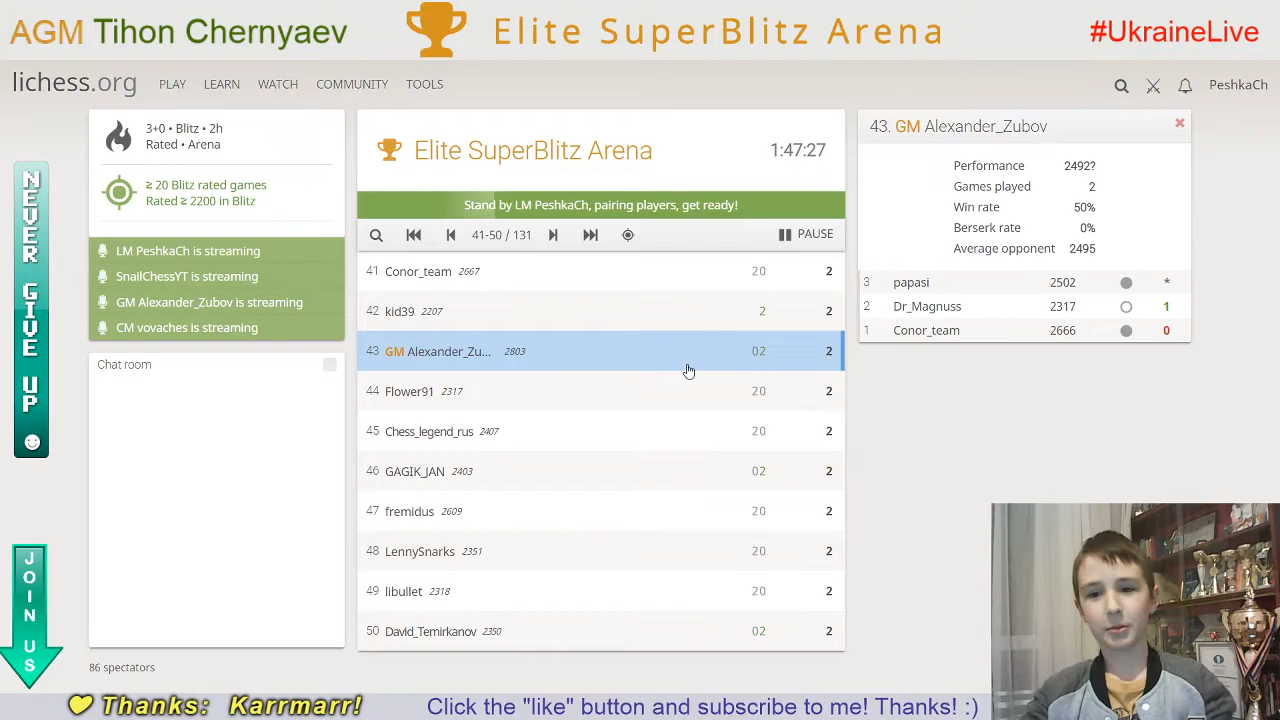 AGM Tihon Chernyaev
Elite SuperBlitz Arena
#UkraineLive
lichess.org
PLAY LEARN WATCH COMMUNITY TOOLS
PeshkaCh
NEVER GIVE UP
JOIN US
3+0 • Blitz • 2h
Rated • Arena
≥ 20 Blitz rated games
Rated ≥ 2200 in Blitz
LM PeshkaCh is streaming
SnailChessYT is streaming
GM Alexander_Zubov is streaming
CM vovaches is streaming
Chat room
86 spectators
Elite SuperBlitz Arena 1:47:27
Stand by LM PeshkaCh, pairing players, get ready!
41-50 / 131 PAUSE
41 Conor_team 2667 20 2
42 kid39 2207 2 2
43 GM Alexander_Zu... 2803 02 2
44 Flower91 2317 20 2
45 Chess_legend_rus 2407 20 2
46 GAGIK_JAN 2403 02 2
47 fremidus 2609 20 2
48 LennySnarks 2351 20 2
49 libullet 2318 20 2
50 David_Temirkanov 2350 02 2
43. GM Alexander_Zubov
Performance 2492?
Games played 2
Win rate 50%
Berserk rate 0%
Average opponent 2495
3 papasi 2502 *
2 Dr_Magnuss 2317 1
1 Conor_team 2666 0
Thanks: Karrmarr!
Click the "like" button and subscribe to me! Thanks! :)